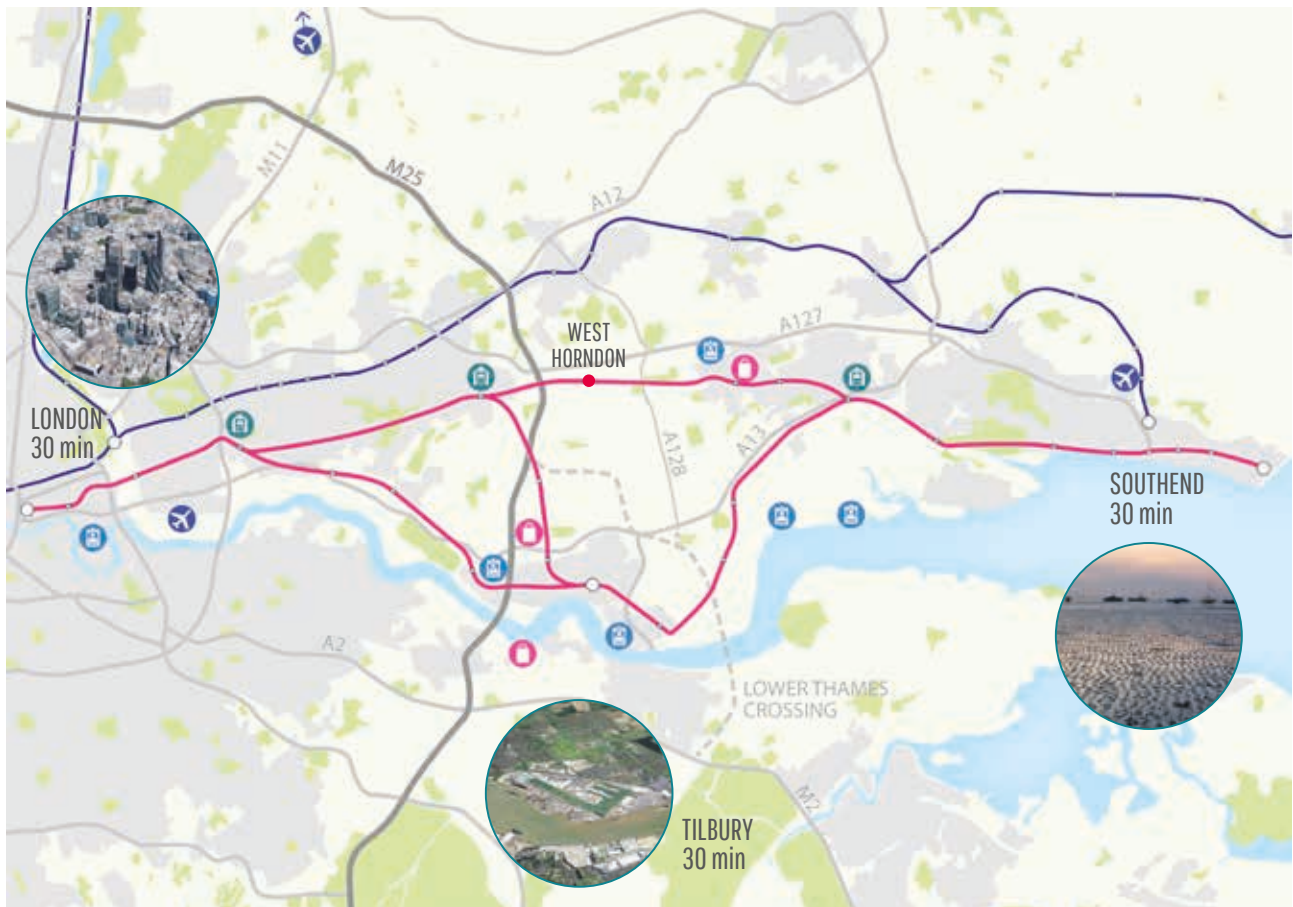 M11
M25
A12
WEST
HORNDON
A127
LONDON
30 min
A128
A13
SOUTHEND
30 min
A2
LOWER THAMES
CROSSING
M2
TILBURY
30 min